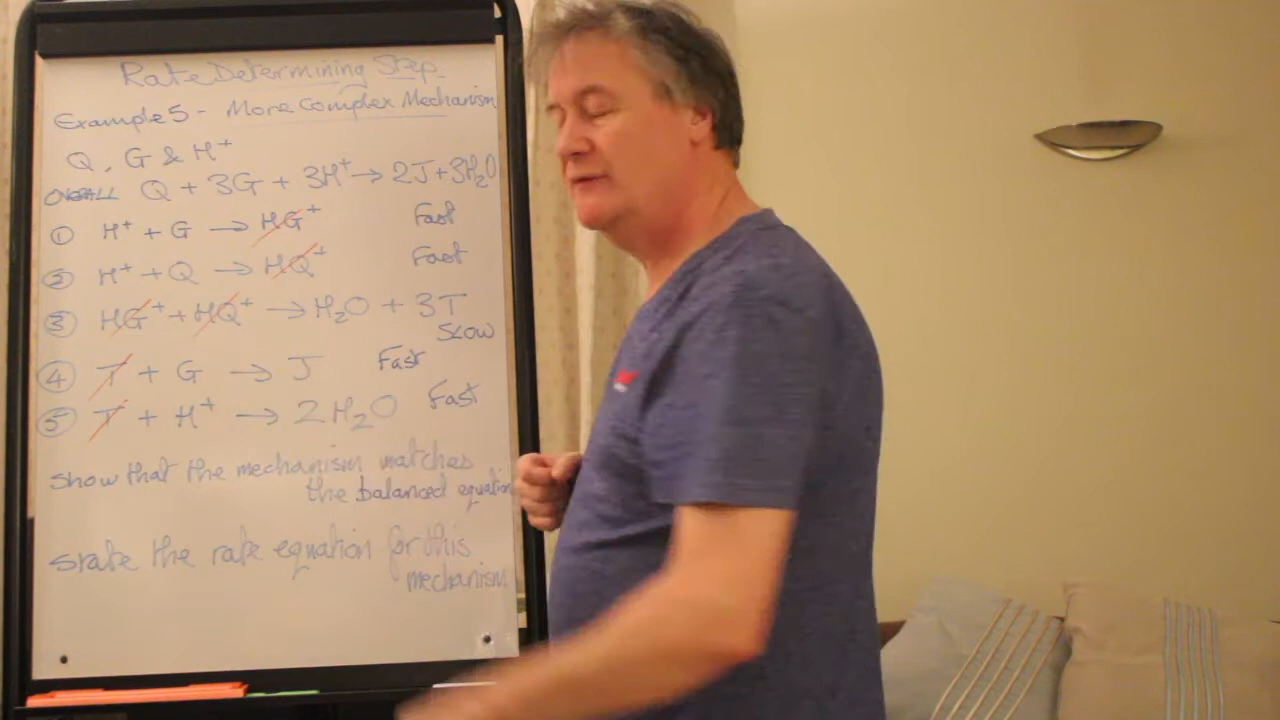 Rate Determining Step
Example 5 - More Complex Mechanism
Q, G & H⁺
OVERALL Q + 3G + 3H⁺ → 2J + 3H₂O
① H⁺ + G → HG⁺ Fast
② H⁺ + Q → HQ⁺ Fast
③ HG⁺ + HQ⁺ → H₂O + 3T
SLOW
④ T + G → J Fast
⑤ T + H⁺ → 2H₂O Fast
Show that the mechanism matches
the balanced equation
State the rate equation for this
mechanism